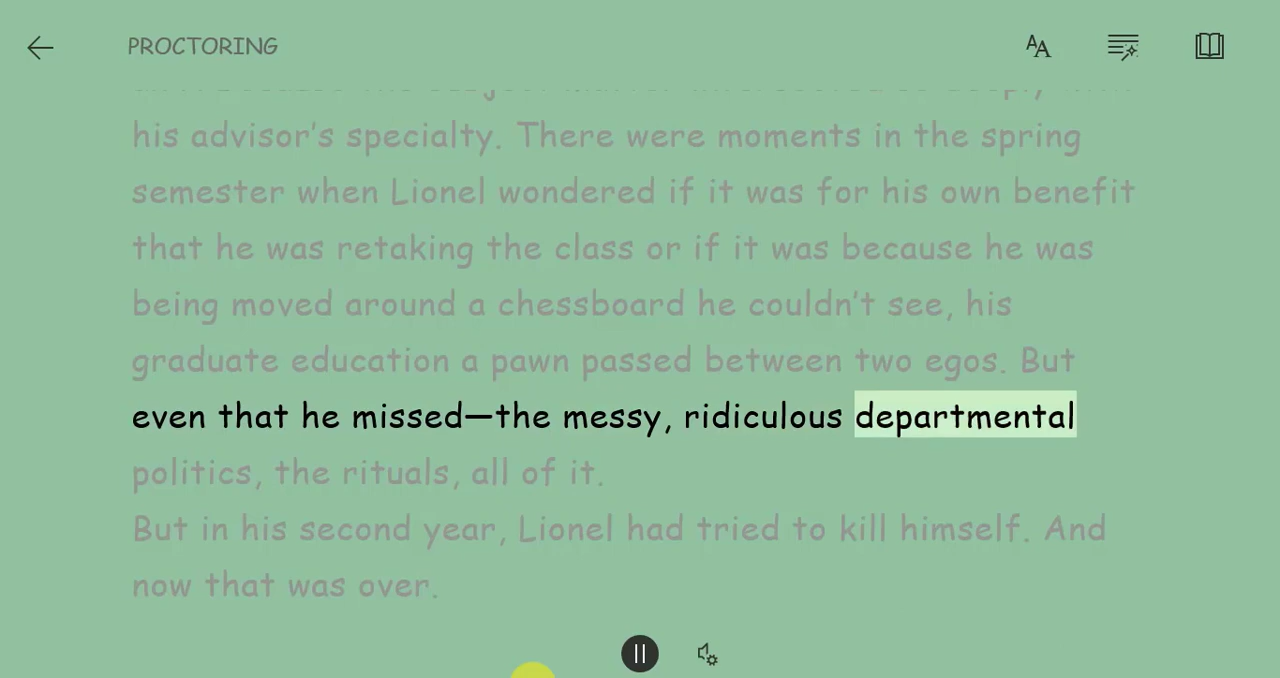 PROCTORING
his advisor's specialty. There were moments in the spring
semester when Lionel wondered if it was for his own benefit
that he was retaking the class or if it was because he was
being moved around a chessboard he couldn't see, his
graduate education a pawn passed between two egos. But
even that he missed—the messy, ridiculous departmental
politics, the rituals, all of it.
But in his second year, Lionel had tried to kill himself. And
now that was over.